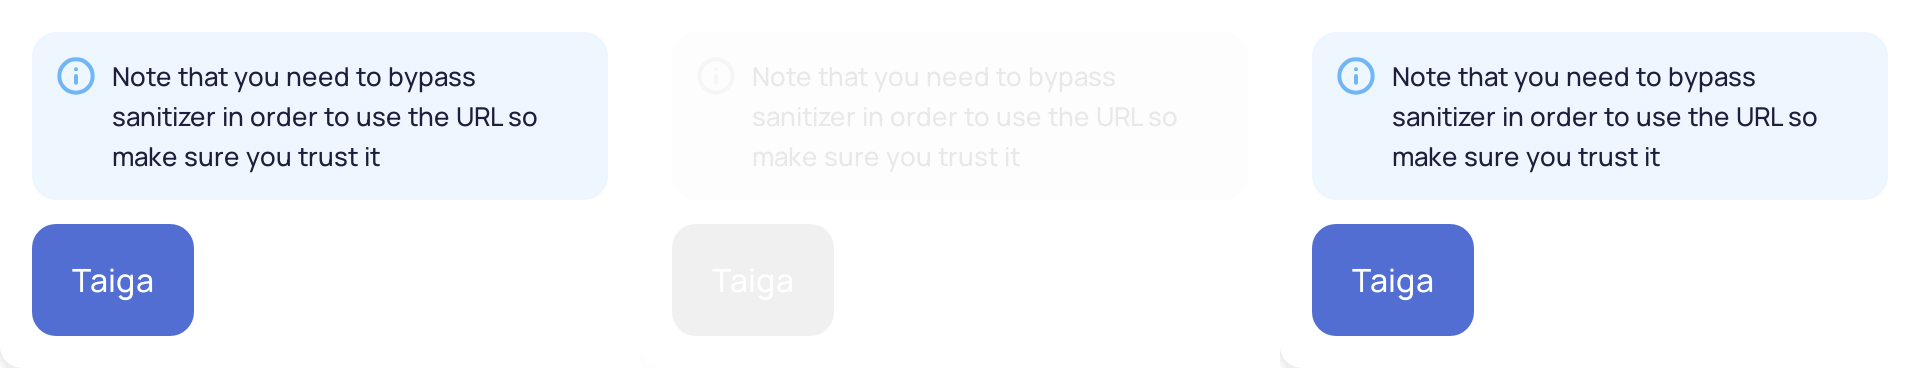 Note that you need to bypass
sanitizer in order to use the URL so
make sure you trust it
Taiga
Note that you need to bypass
sanitizer in order to use the URL so
make sure you trust it
Taiga
Note that you need to bypass
sanitizer in order to use the URL so
make sure you trust it
Taiga